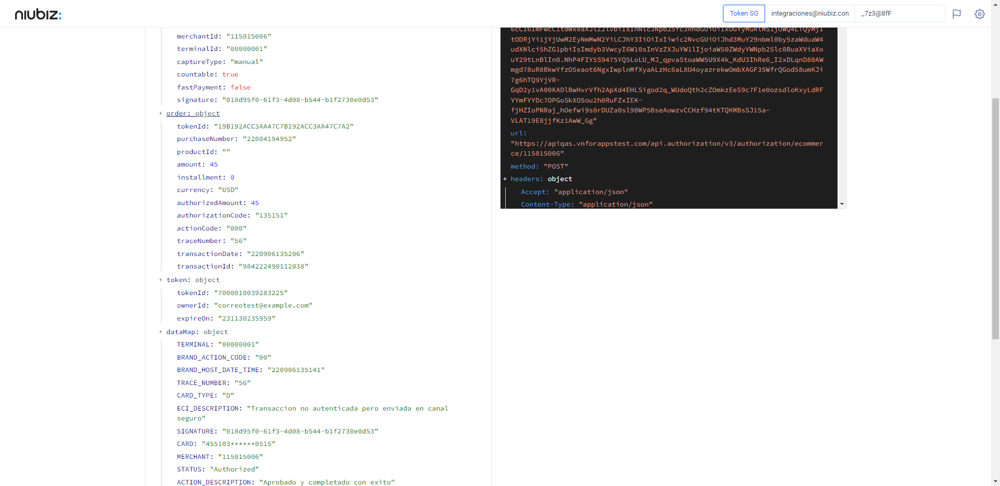 niubiz:
Token SG
integraciones@niubiz.con
_7z3@8fF
merchantId: "115015006"
terminalId: "00000001"
captureType: "manual"
countable: true
fastPayment: false
signature: "018d95f0-61f3-4d08-b544-b1f2730e0d53"
+ order: object
tokenId: "19B192ACC3AA47C7B192ACC3AA47C7A2"
purchaseNumber: "22084194952"
productId: ""
amount: 45
installment: 0
currency: "USD"
authorizedAmount: 45
authorizationCode: "135151"
actionCode: "000"
traceNumber: "56"
transactionDate: "220906135206"
transactionId: "984222490112038"
+ token: object
tokenId: "7000010039283225"
ownerId: "correotest@example.com"
expireOn: "231130235959"
+ dataMap: object
TERMINAL: "00000001"
BRAND_ACTION_CODE: "00"
BRAND_HOST_DATE_TIME: "220906135141"
TRACE_NUMBER: "56"
CARD_TYPE: "D"
ECI_DESCRIPTION: "Transaccion no autenticada pero enviada en canal
seguro"
SIGNATURE: "018d95f0-61f3-4d08-b544-b1f2730e0d53"
CARD: "455103******0515"
MERCHANT: "115015006"
STATUS: "Authorized"
ACTION_DESCRIPTION: "Aprobado y completado con exito"
tODRjYi1jYjUwM2EyNmMwN2YiLCJhY3IiOiIxIiwic2NvcGUiOiJhd3MuY29nbml0by5zaWduaW4
udXNlci5hZG1pbiIsImdyb3VwcyI6W10sInVzZXJuYW1lIjoiaW50ZWdyYWNpb25lc0BuaXViaXo
uY29tLnBlIn0.NhP4FIY5S9475YQ5LoLU_MJ_qpvaStoaWW5U9X4k_KdU3IhRe6_I2xDLqnD80AW
mgd78uR8BkwYfzO5eaot6NgxIwplnMfXyaALzHc6aL8U4oyazrekwOmbXAGF35WfrQGod58umKJi
7g6hTQ9YjVR-
GqD2y1vA00KADlBwHvrVfh2ApXd4EHLSigod2q_WUdoQth2cZOmkzEeS9c7F1e0ozsdloKxyLdRF
YYmFYYDc7OPGoSkXO5ou2h0RuFZxIEK-
fjHZIoPNRaj_hOefwi9s0rDUZa0sl90WP5BseAowzvCCHzf94tKTQKMBsSJ15a-
VLAT19E8jjfKz1AwW_Gg"
url:
"https://apiqas.vnforappstest.com/api.authorization/v3/authorization/ecommer
ce/115015006"
method: "POST"
+ headers: object
Accept: "application/json"
Content-Type: "application/json"